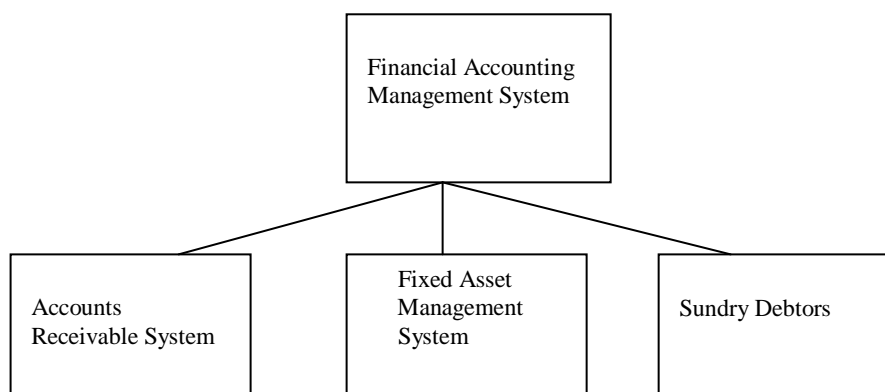 Financial Accounting
Management System
Accounts
Receivable System
Fixed Asset
Management
System
Sundry Debtors